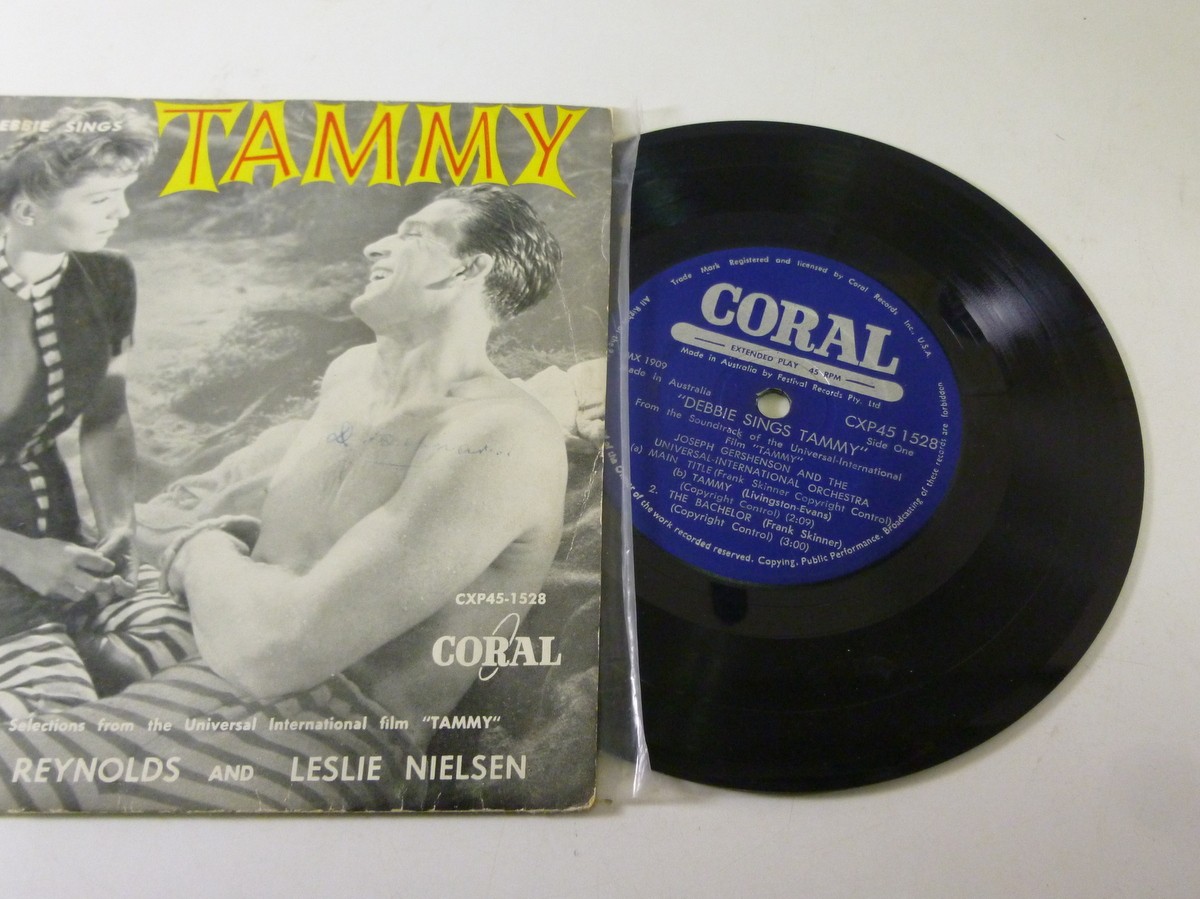 EBBIE SINGS
TAMMY
CXP45-1528
CORAL
Selections from the Universal International film "TAMMY"
REYNOLDS AND LESLIE NIELSEN
Trade Mark Registered and licensed by Coral Records, Inc., U.S.A.
CORAL
EXTENDED PLAY 45 RPM
Made in Australia by Festival Records Pty. Ltd
MX 1909
ade in Australia
CXP45 1528
Side One
"DEBBIE SINGS TAMMY"
From the Soundtrack of the Universal-International
Film "TAMMY"
JOSEPH GERSHENSON AND THE
UNIVERSAL-INTERNATIONAL ORCHESTRA
(a) MAIN TITLE (Frank Skinner Copyright Control)
(b) TAMMY (Livingston-Evans)
(Copyright Control) (2:09)
2. THE BACHELOR (Frank Skinner)
(Copyright Control) (3:00)
of the work recorded reserved. Copying, Public Performance, Broadcasting of these records are forbidden